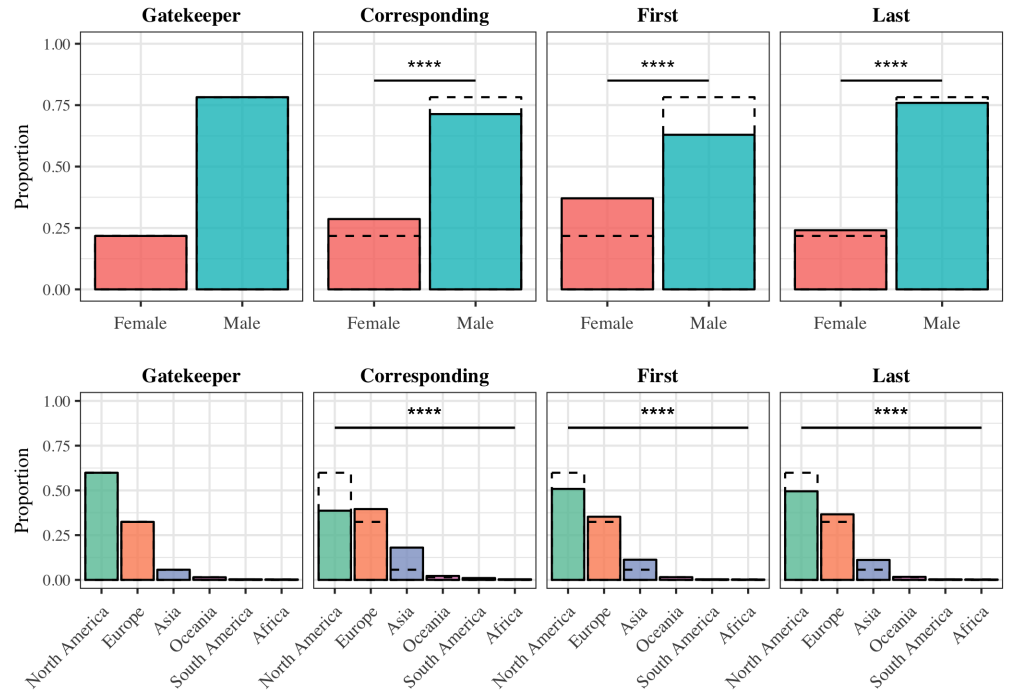 Gatekeeper Corresponding First Last
1.00
**** **** ****
0.75
0.50
0.25
0.00
Proportion
Female Male Female Male Female Male Female Male
Gatekeeper Corresponding First Last
1.00
**** **** ****
0.75
0.50
0.25
0.00
Proportion
North America Europe Asia Oceania South America Africa North America Europe Asia Oceania South America Africa North America Europe Asia Oceania South America Africa North America Europe Asia Oceania South America Africa